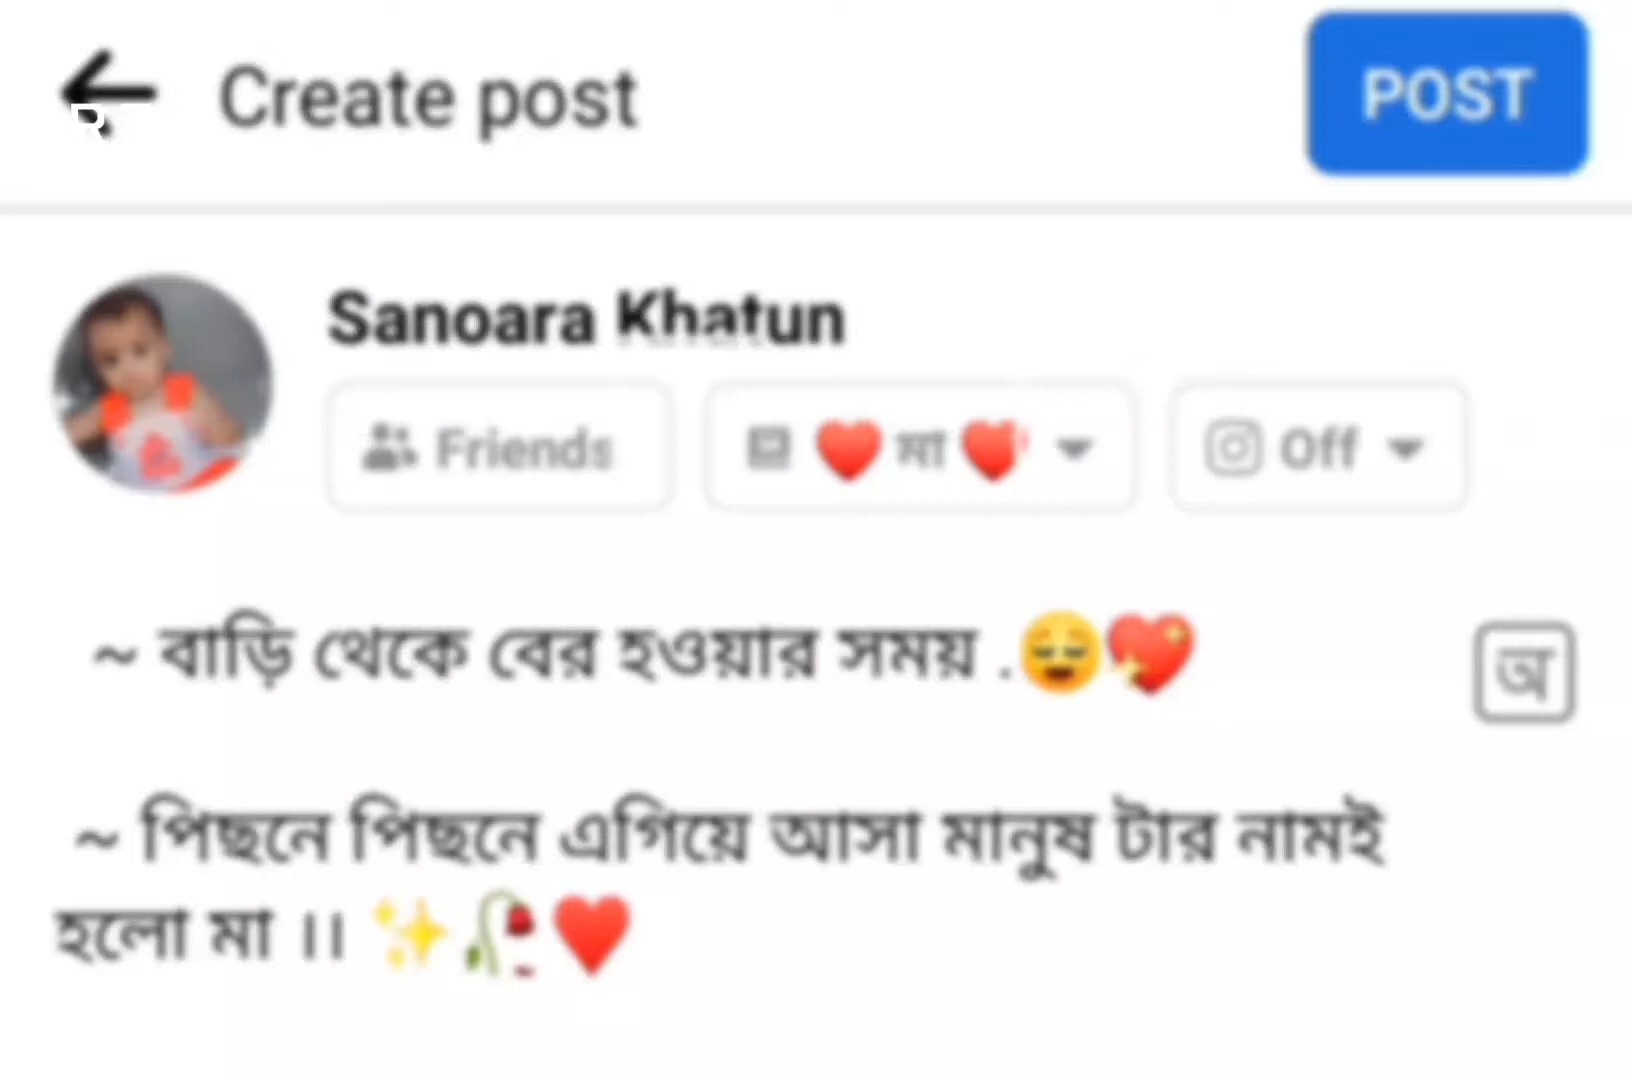 Create post
POST
R
Sanoara Khatun
Friends
❤️ মা ❤️
Off
~ বাড়ি থেকে বের হওয়ার সময় .😩💖
অ
~ পিছনে পিছনে এগিয়ে আসা মানুষ টার নামই
হলো মা ।। ✨🥀❤️